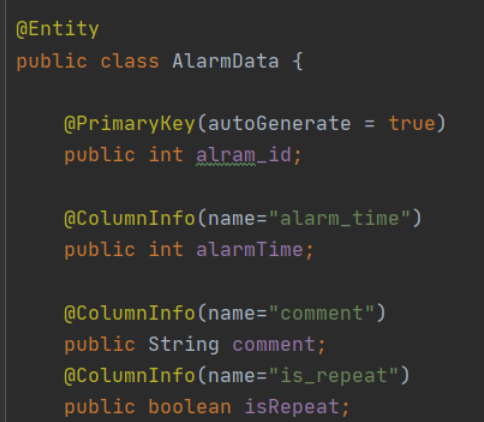 @Entity
public class AlarmData {
@PrimaryKey(autoGenerate = true)
public int alram_id;
@ColumnInfo(name="alarm_time")
public int alarmTime;
@ColumnInfo(name="comment")
public String comment;
@ColumnInfo(name="is_repeat")
public boolean isRepeat;